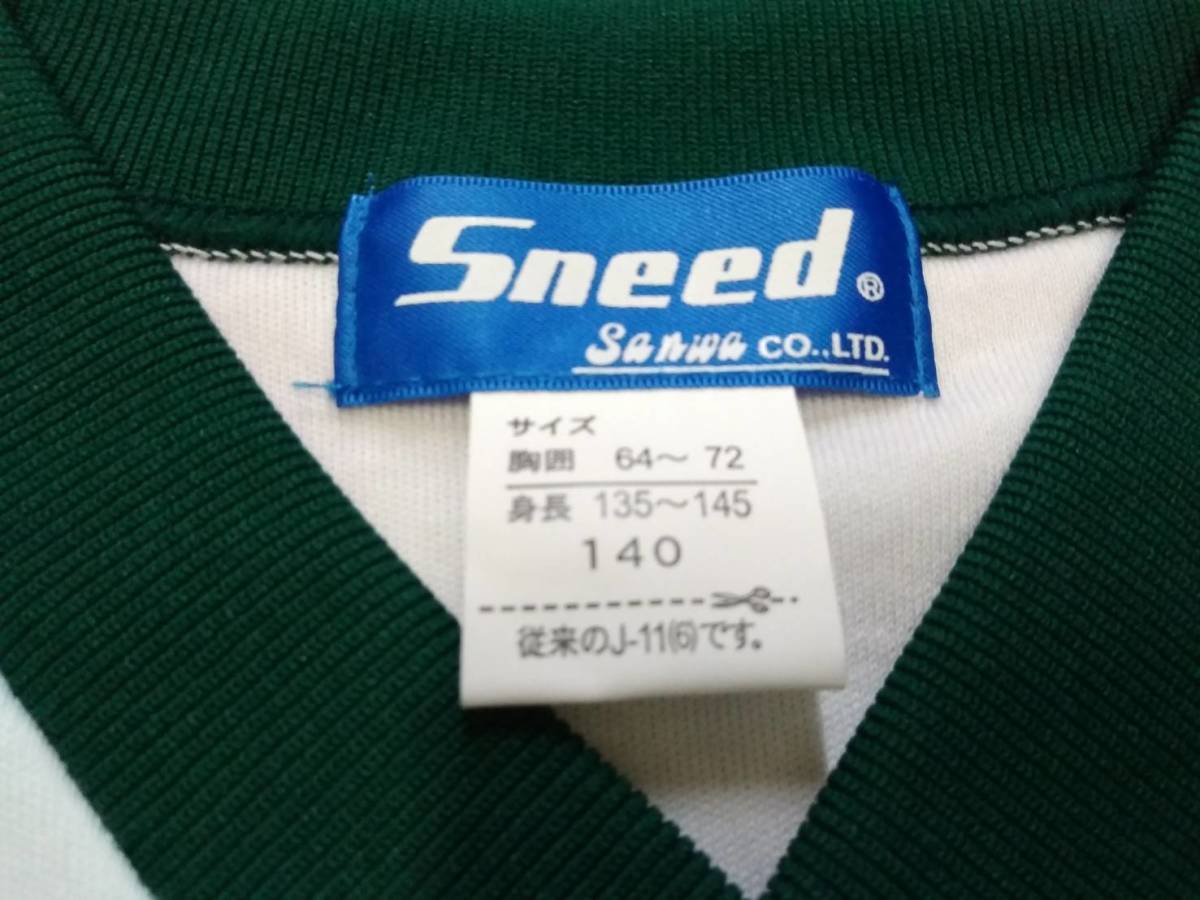 Sneed®
Sanwa CO.,LTD.
サイズ
胸囲 64～72
身長 135～145
140
従来のJ-11(6)です。